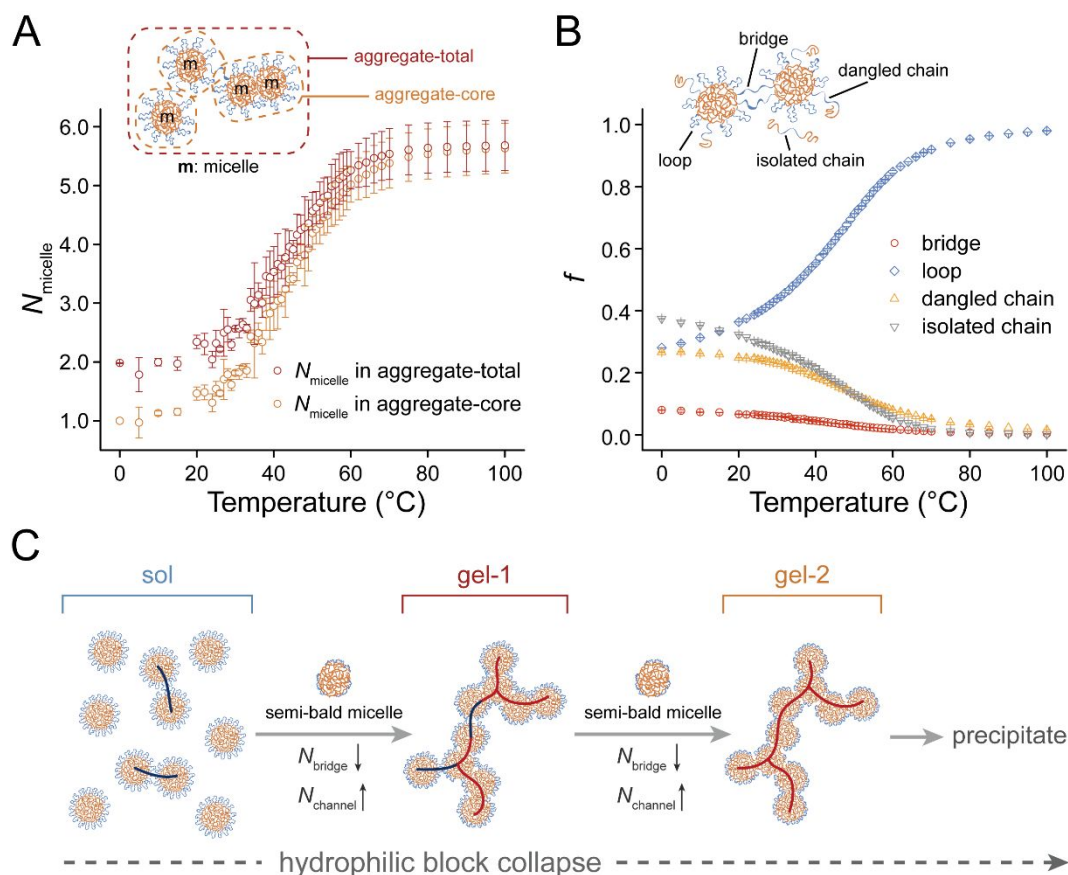 A
m
m
m
m
aggregate-total
aggregate-core
m: micelle
6.0
5.0
4.0
3.0
2.0
1.0
N micelle
N micelle in aggregate-total
N micelle in aggregate-core
0
20
40
60
80
100
Temperature (°C)
B
bridge
dangled chain
loop
isolated chain
1.0
0.8
0.6
0.4
0.2
0.0
f
bridge
loop
dangled chain
isolated chain
0
20
40
60
80
100
Temperature (°C)
C
sol
gel-1
gel-2
semi-bald micelle
N bridge ↓
N channel ↑
semi-bald micelle
N bridge ↓
N channel ↑
precipitate
hydrophilic block collapse